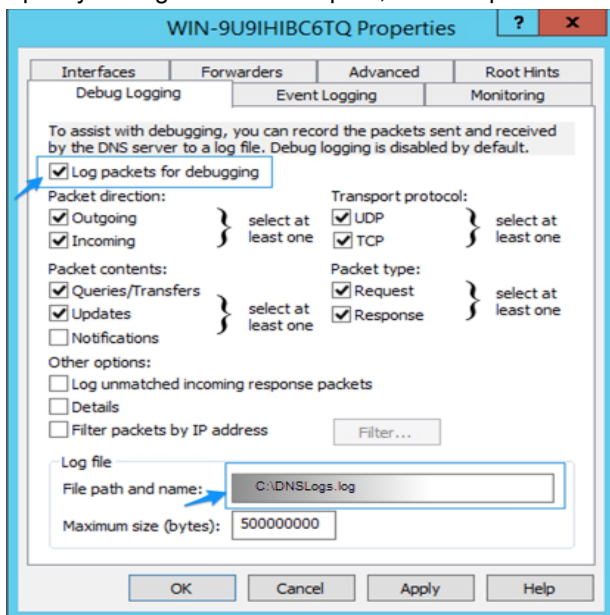 WIN-9U9IHIBC6TQ Properties ? x
Interfaces Forwarders Advanced Root Hints
Debug Logging Event Logging Monitoring
To assist with debugging, you can record the packets sent and received
by the DNS server to a log file. Debug logging is disabled by default.
Log packets for debugging
Packet direction: Transport protocol:
Outgoing } select at UDP } select at
Incoming least one TCP least one
Packet contents: Packet type:
Queries/Transfers Request } select at
Updates } select at Response least one
Notifications least one
Other options:
Log unmatched incoming response packets
Details
Filter packets by IP address Filter...
Log file
File path and name: C:\DNSLogs.log
Maximum size (bytes): 500000000
OK Cancel Apply Help